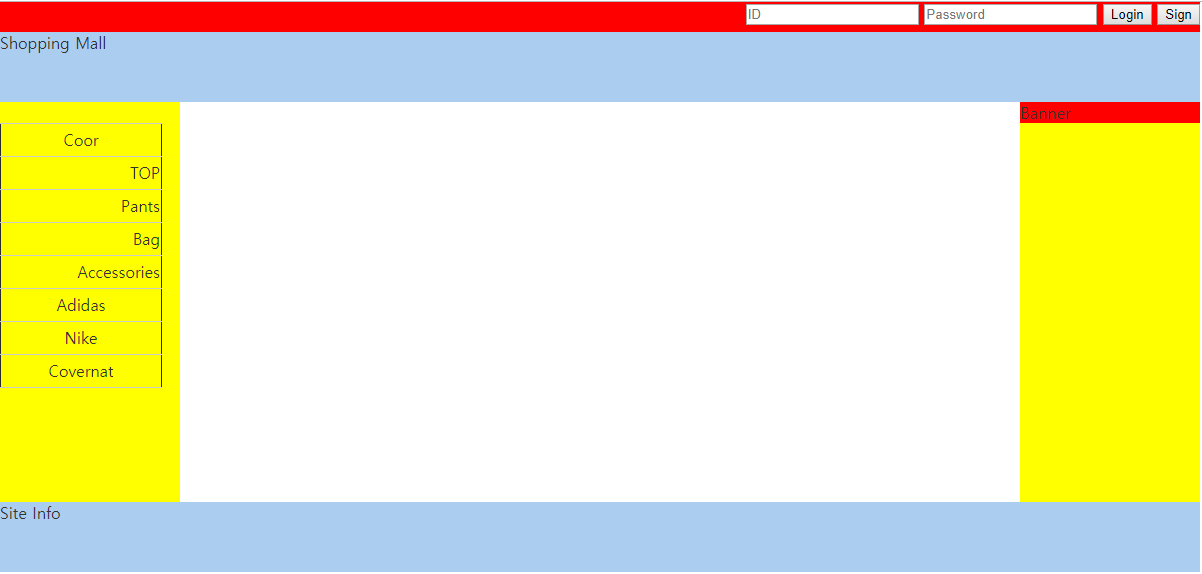 ID Password Login Sign
Shopping Mall
Banner
Coor
TOP
Pants
Bag
Accessories
Adidas
Nike
Covernat
Site Info